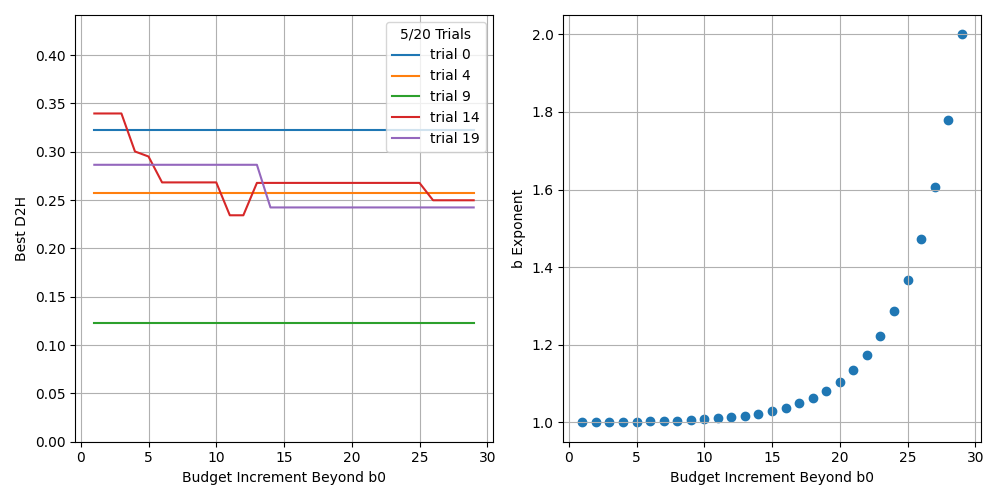 5/20 Trials
trial 0
trial 4
trial 9
trial 14
trial 19
0.40
0.35
0.30
0.25
0.20
0.15
0.10
0.05
0.00
Best D2H
0 5 10 15 20 25 30
Budget Increment Beyond b0
2.0
1.8
1.6
1.4
1.2
1.0
b Exponent
0 5 10 15 20 25 30
Budget Increment Beyond b0